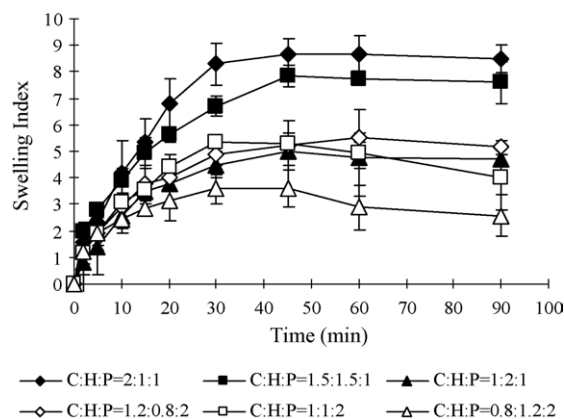 10
9
8
7
6
5
4
3
2
1
0
Swelling Index
0 10 20 30 40 50 60 70 80 90 100
Time (min)
C:H:P=2:1:1 C:H:P=1.5:1.5:1 C:H:P=1:2:1
C:H:P=1.2:0.8:2 C:H:P=1:1:2 C:H:P=0.8:1.2:2